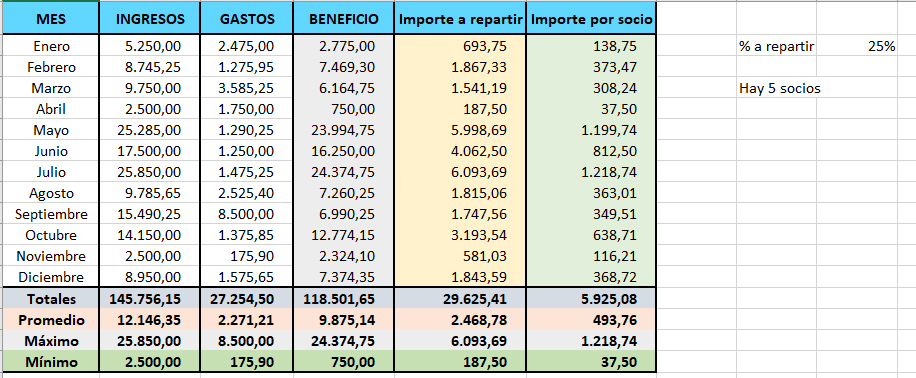 MES INGRESOS GASTOS BENEFICIO Importe a repartir Importe por socio
Enero 5.250,00 2.475,00 2.775,00 693,75 138,75 % a repartir 25%
Febrero 8.745,25 1.275,95 7.469,30 1.867,33 373,47
Marzo 9.750,00 3.585,25 6.164,75 1.541,19 308,24 Hay 5 socios
Abril 2.500,00 1.750,00 750,00 187,50 37,50
Mayo 25.285,00 1.290,25 23.994,75 5.998,69 1.199,74
Junio 17.500,00 1.250,00 16.250,00 4.062,50 812,50
Julio 25.850,00 1.475,25 24.374,75 6.093,69 1.218,74
Agosto 9.785,65 2.525,40 7.260,25 1.815,06 363,01
Septiembre 15.490,25 8.500,00 6.990,25 1.747,56 349,51
Octubre 14.150,00 1.375,85 12.774,15 3.193,54 638,71
Noviembre 2.500,00 175,90 2.324,10 581,03 116,21
Diciembre 8.950,00 1.575,65 7.374,35 1.843,59 368,72
Totales 145.756,15 27.254,50 118.501,65 29.625,41 5.925,08
Promedio 12.146,35 2.271,21 9.875,14 2.468,78 493,76
Máximo 25.850,00 8.500,00 24.374,75 6.093,69 1.218,74
Mínimo 2.500,00 175,90 750,00 187,50 37,50